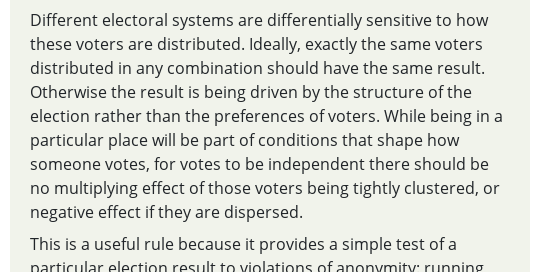 Different electoral systems are differentially sensitive to how
these voters are distributed. Ideally, exactly the same voters
distributed in any combination should have the same result.
Otherwise the result is being driven by the structure of the
election rather than the preferences of voters. While being in a
particular place will be part of conditions that shape how
someone votes, for votes to be independent there should be
no multiplying effect of those voters being tightly clustered, or
negative effect if they are dispersed.
This is a useful rule because it provides a simple test of a
particular election result to violations of anonymity: running